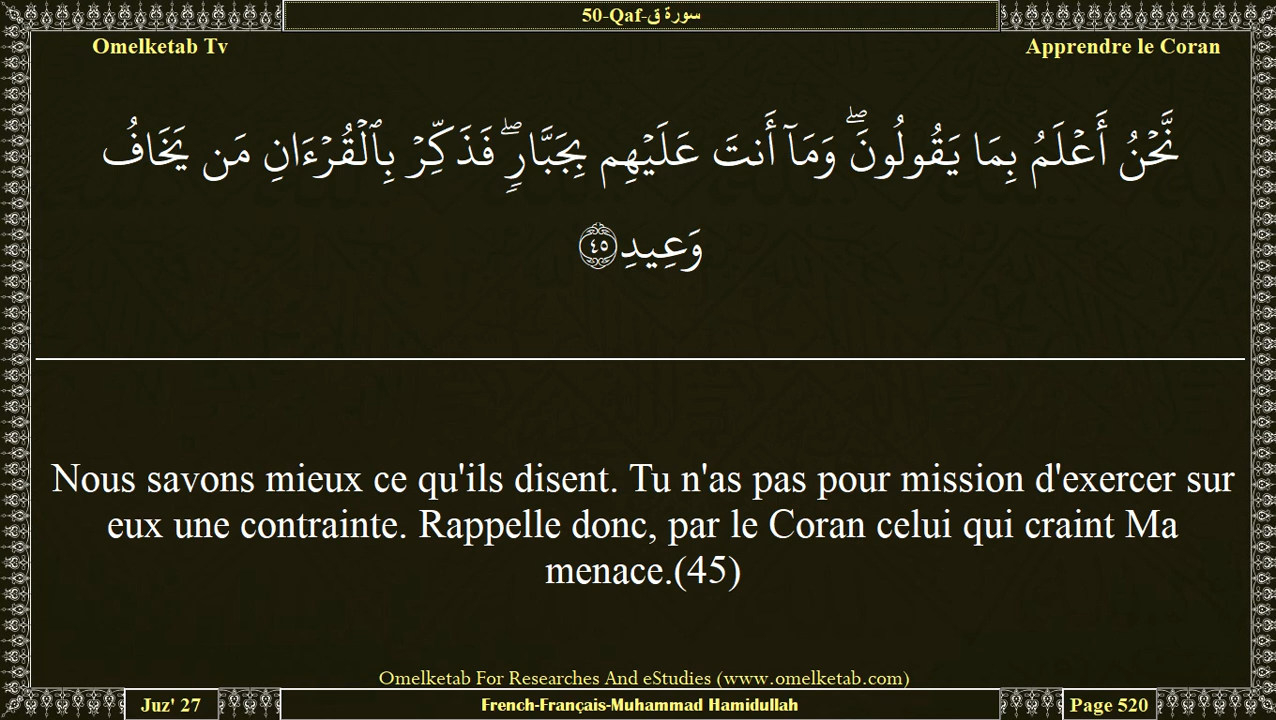 50-Qaf-سورة ق
Omelketab Tv
Apprendre le Coran
نَّحۡنُ أَعۡلَمُ بِمَا يَقُولُونَۖ وَمَآ أَنتَ عَلَيۡهِم بِجَبَّارٖۖ فَذَكِّرۡ بِٱلۡقُرۡءَانِ مَن يَخَافُ
وَعِيدِ ٤٥
Nous savons mieux ce qu'ils disent. Tu n'as pas pour mission d'exercer sur
eux une contrainte. Rappelle donc, par le Coran celui qui craint Ma
menace.(45)
Omelketab For Researches And eStudies (www.omelketab.com)
Juz' 27
French-Français-Muhammad Hamidullah
Page 520